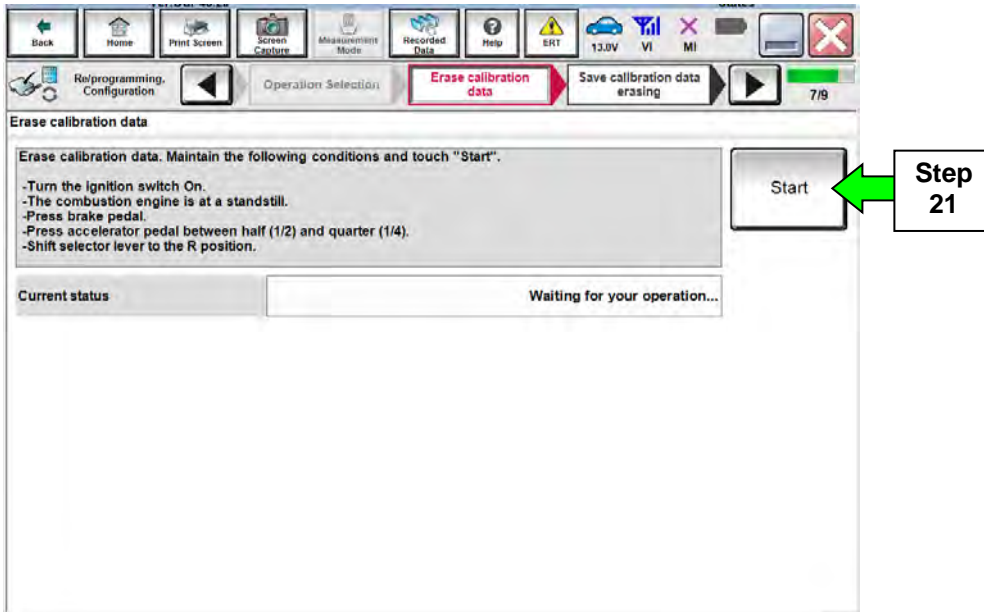 Back
Home
Print Screen
Screen
Capture
Measurement
Mode
Recorded
Data
Help
ERT
13.0V
VI
MI
Re/programming,
Configuration
Operation Selection
Erase calibration
data
Save calibration data
erasing
7/9
Erase calibration data
Erase calibration data. Maintain the following conditions and touch "Start".
-Turn the ignition switch On.
-The combustion engine is at a standstill.
-Press brake pedal.
-Press accelerator pedal between half (1/2) and quarter (1/4).
-Shift selector lever to the R position.
Start
Step
21
Current status
Waiting for your operation...